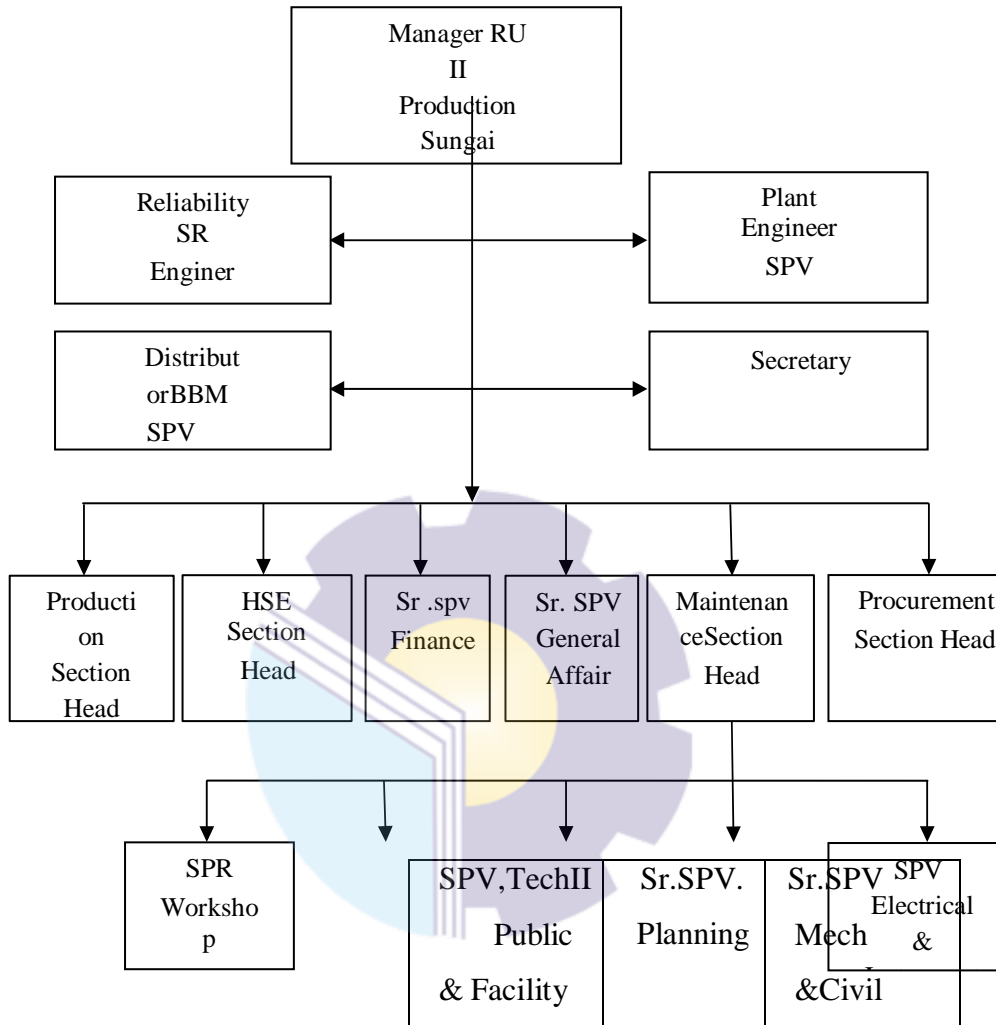 Manager RU
II
Production
Sungai
Reliability
SR
Enginer
Plant
Engineer
SPV
Distribut
orBBM
SPV
Secretary
Producti
on
Section
Head
HSE
Section
Head
Sr .spv
Finance
Sr. SPV
General
Affair
Maintenan
ceSection
Head
Procurement
Section Head
SPR
Worksho
p
SPV,TechII
Public
& Facility
Sr.SPV.
Planning
Sr.SPV
Mech
&Civil
SPV
Electrical
&